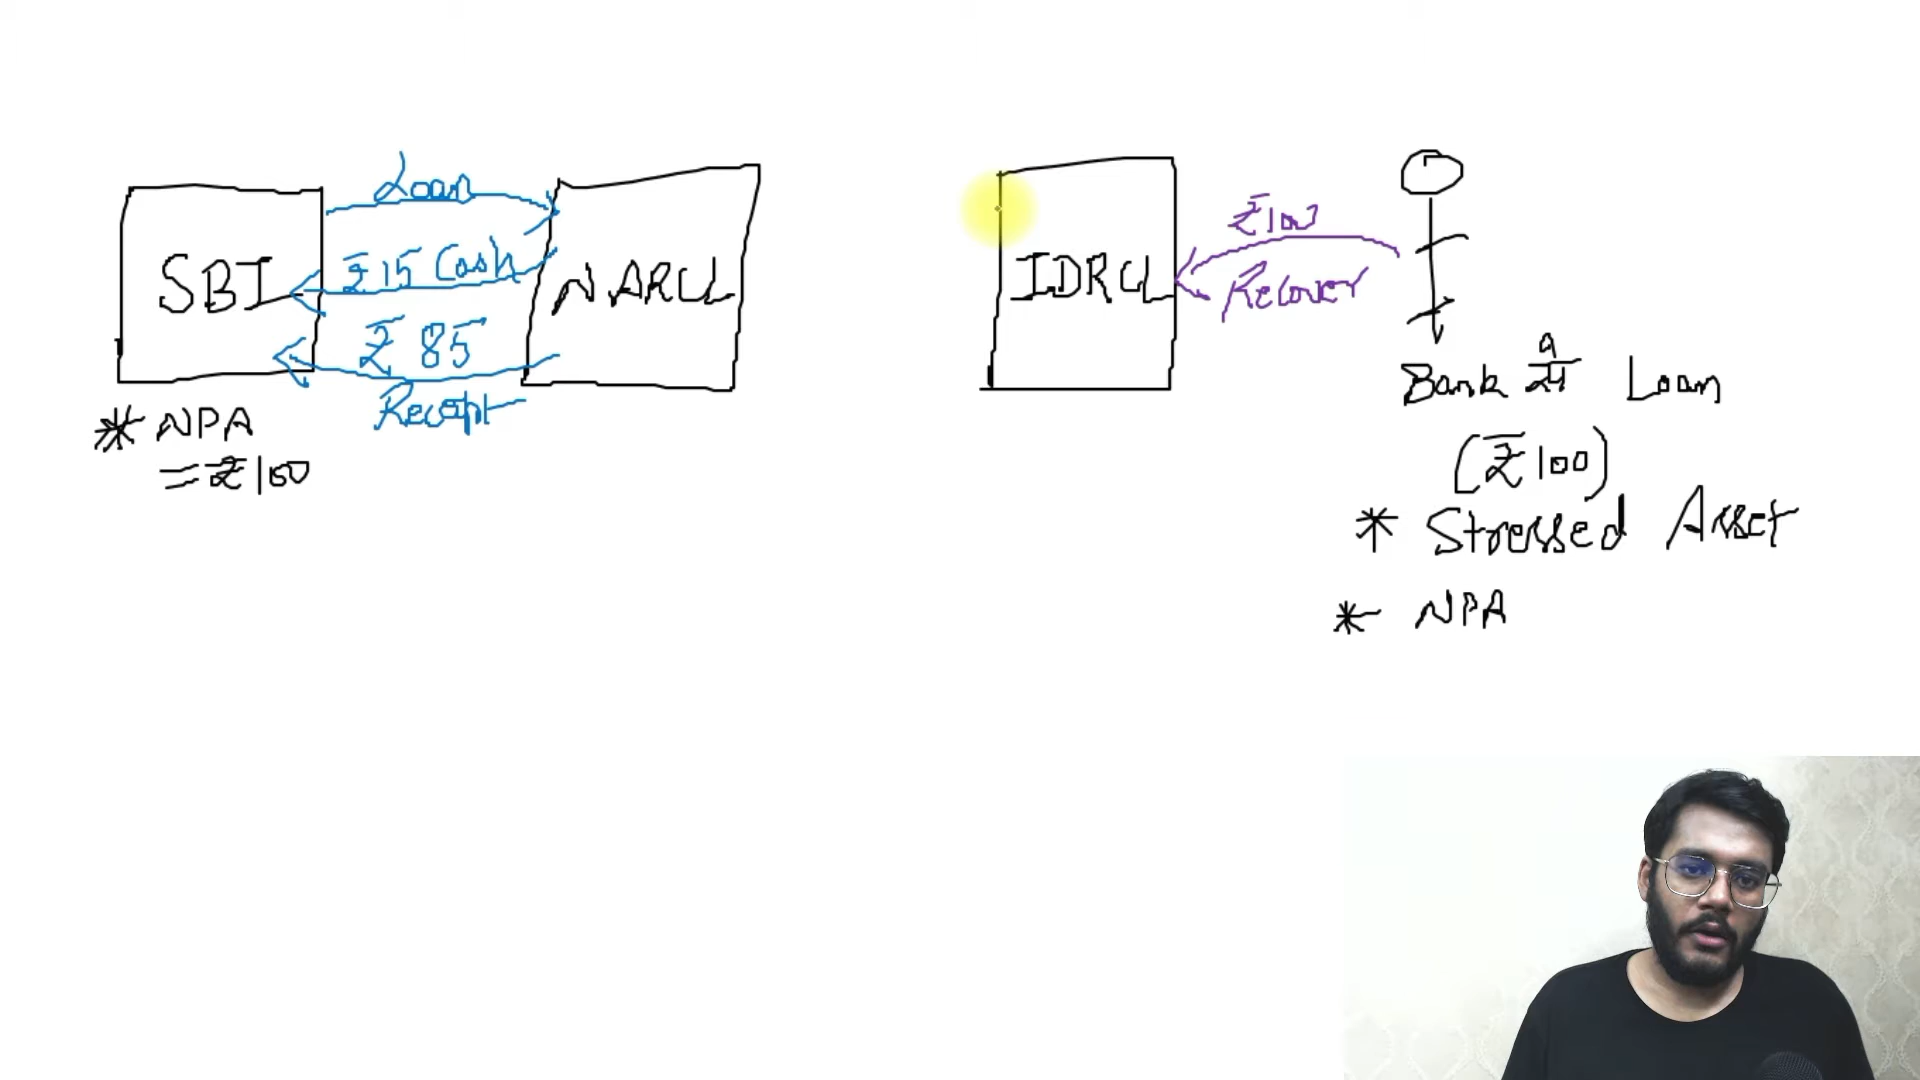 Loan
SBI
₹15 Cash
NARCL
₹ 85
Receipt
* NPA
= ₹100
IDRCL
₹100
Recover
Bank से Loan
(₹100)
* Stressed Asset
* NPA